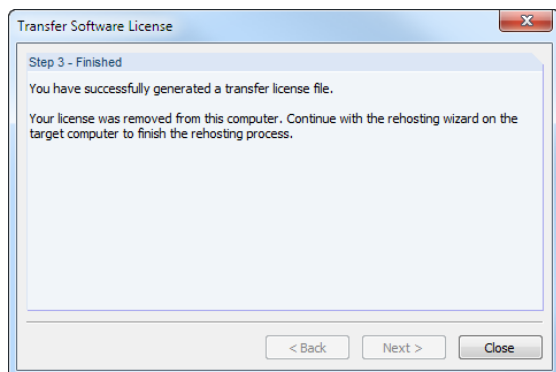 Transfer Software License
Step 3 - Finished
You have successfully generated a transfer license file.
Your license was removed from this computer. Continue with the rehosting wizard on the
target computer to finish the rehosting process.
< Back
Next >
Close